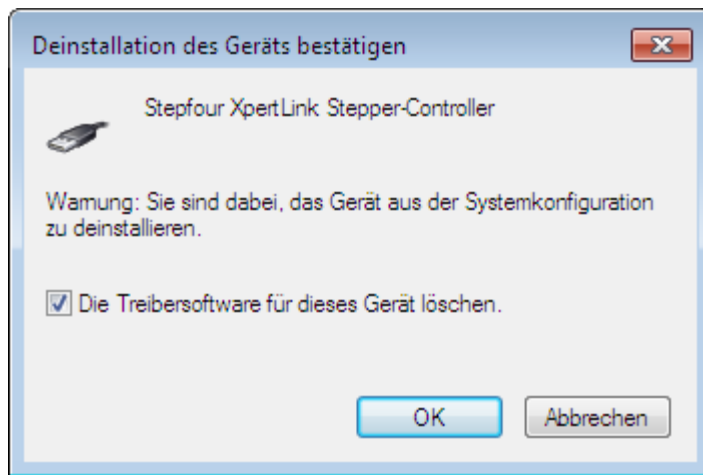 Deinstallation des Geräts bestätigen
Stepfour XpertLink Stepper-Controller
Warnung: Sie sind dabei, das Gerät aus der Systemkonfiguration
zu deinstallieren.
Die Treibersoftware für dieses Gerät löschen.
OK Abbrechen